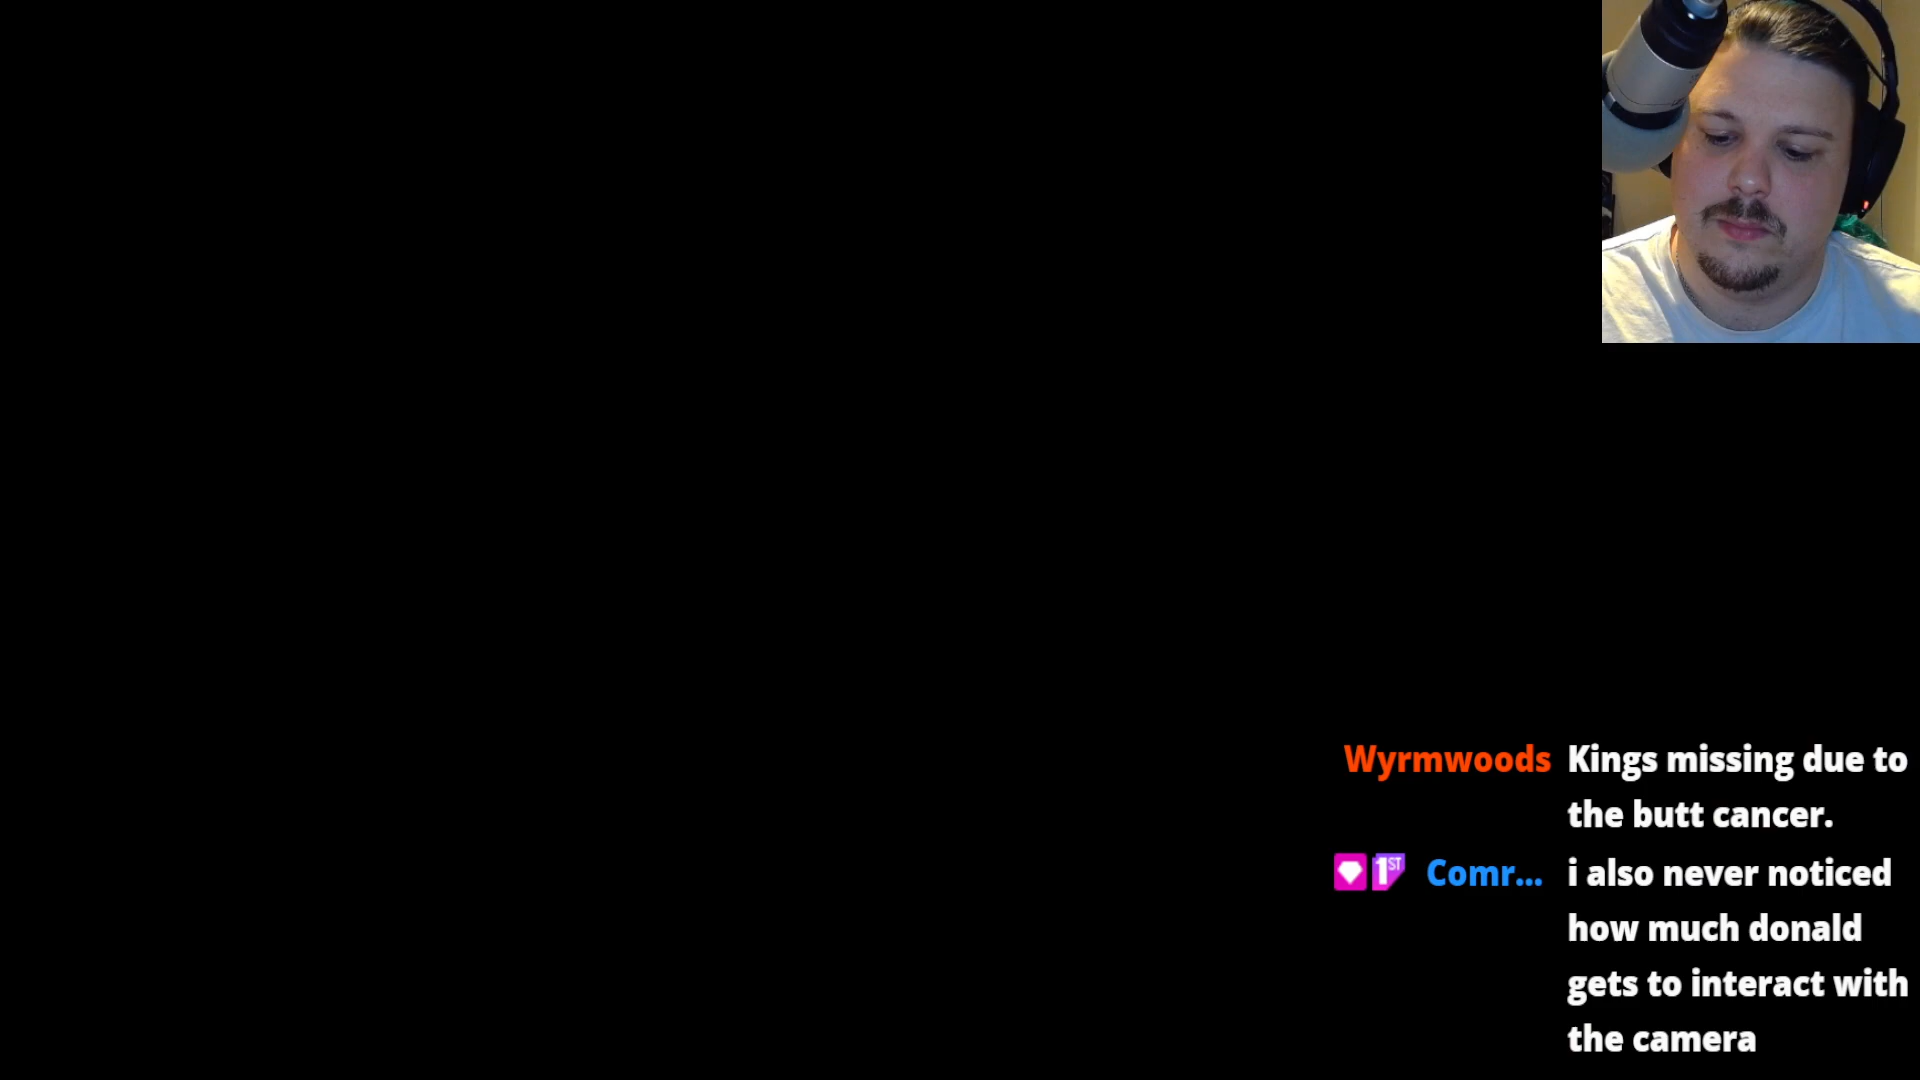 Wyrmwoods Kings missing due to
the butt cancer.
1ST Comr... i also never noticed
how much donald
gets to interact with
the camera